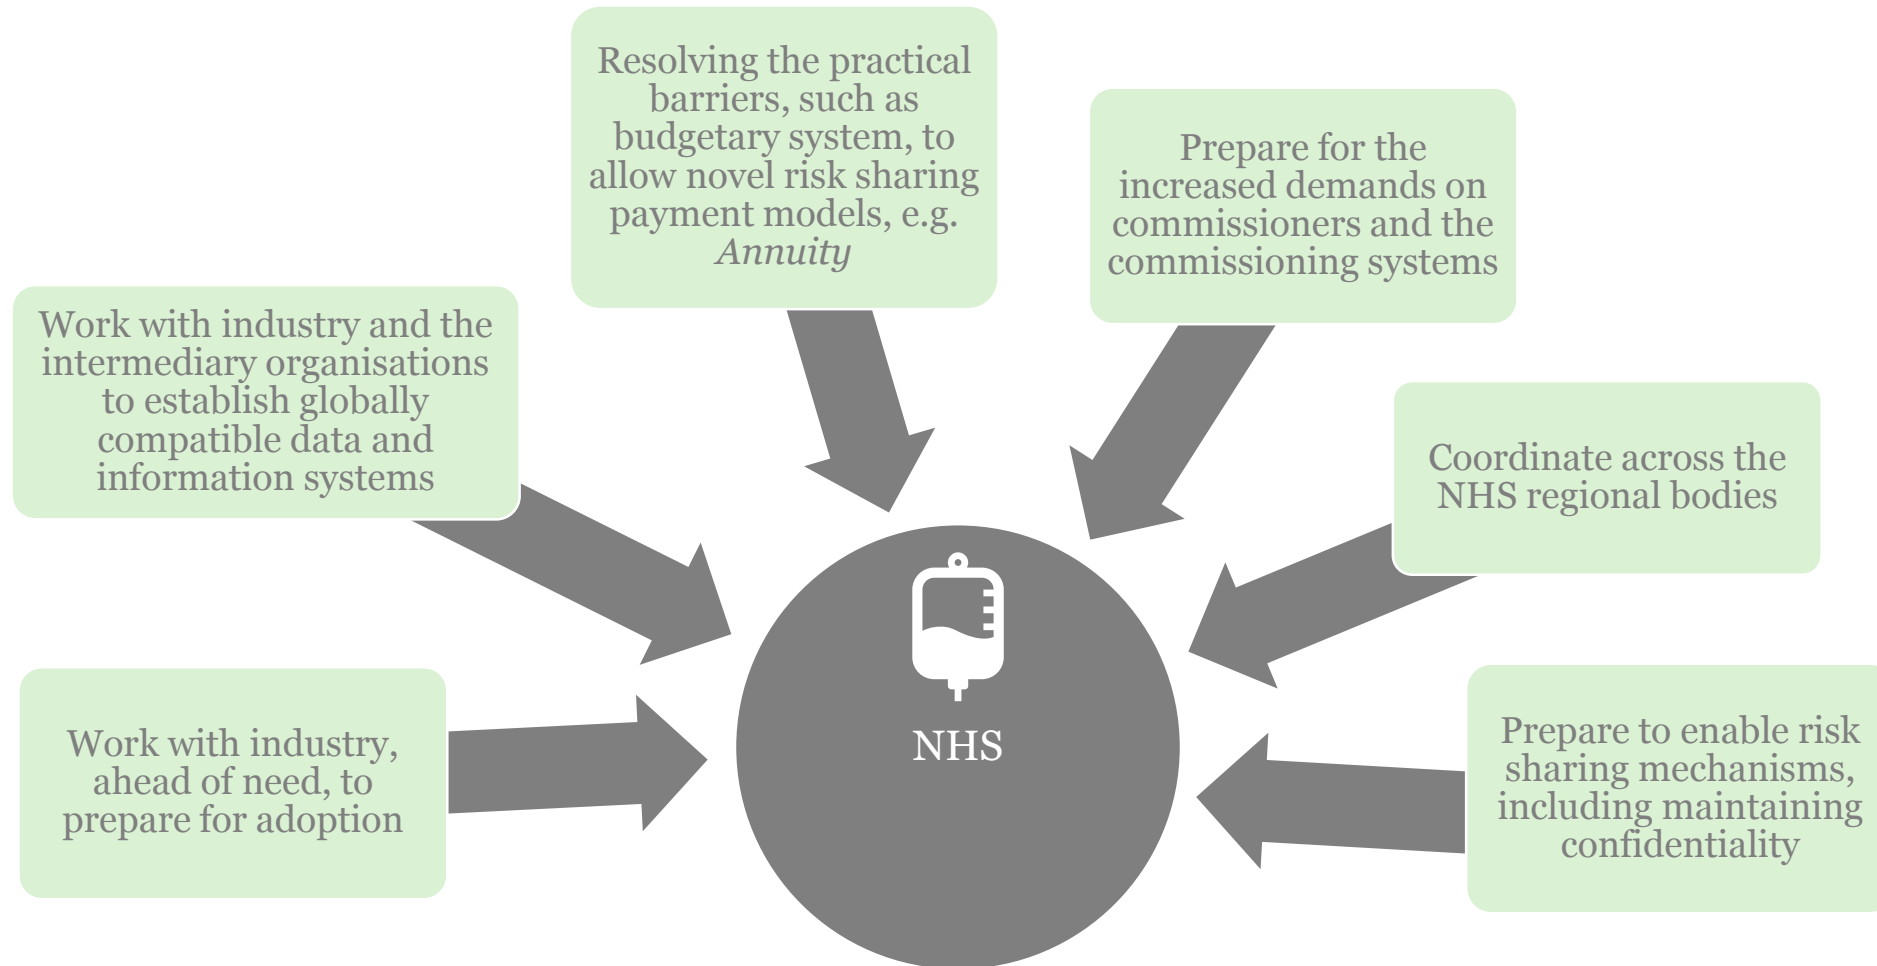 Resolving the practical
barriers, such as
budgetary system, to
allow novel risk sharing
payment models, e.g.
Annuity
Prepare for the
increased demands on
commissioners and the
commissioning systems
Work with industry and the
intermediary organisations
to establish globally
compatible data and
information systems
Coordinate across the
NHS regional bodies
Work with industry,
ahead of need, to
prepare for adoption
NHS
Prepare to enable risk
sharing mechanisms,
including maintaining
confidentiality